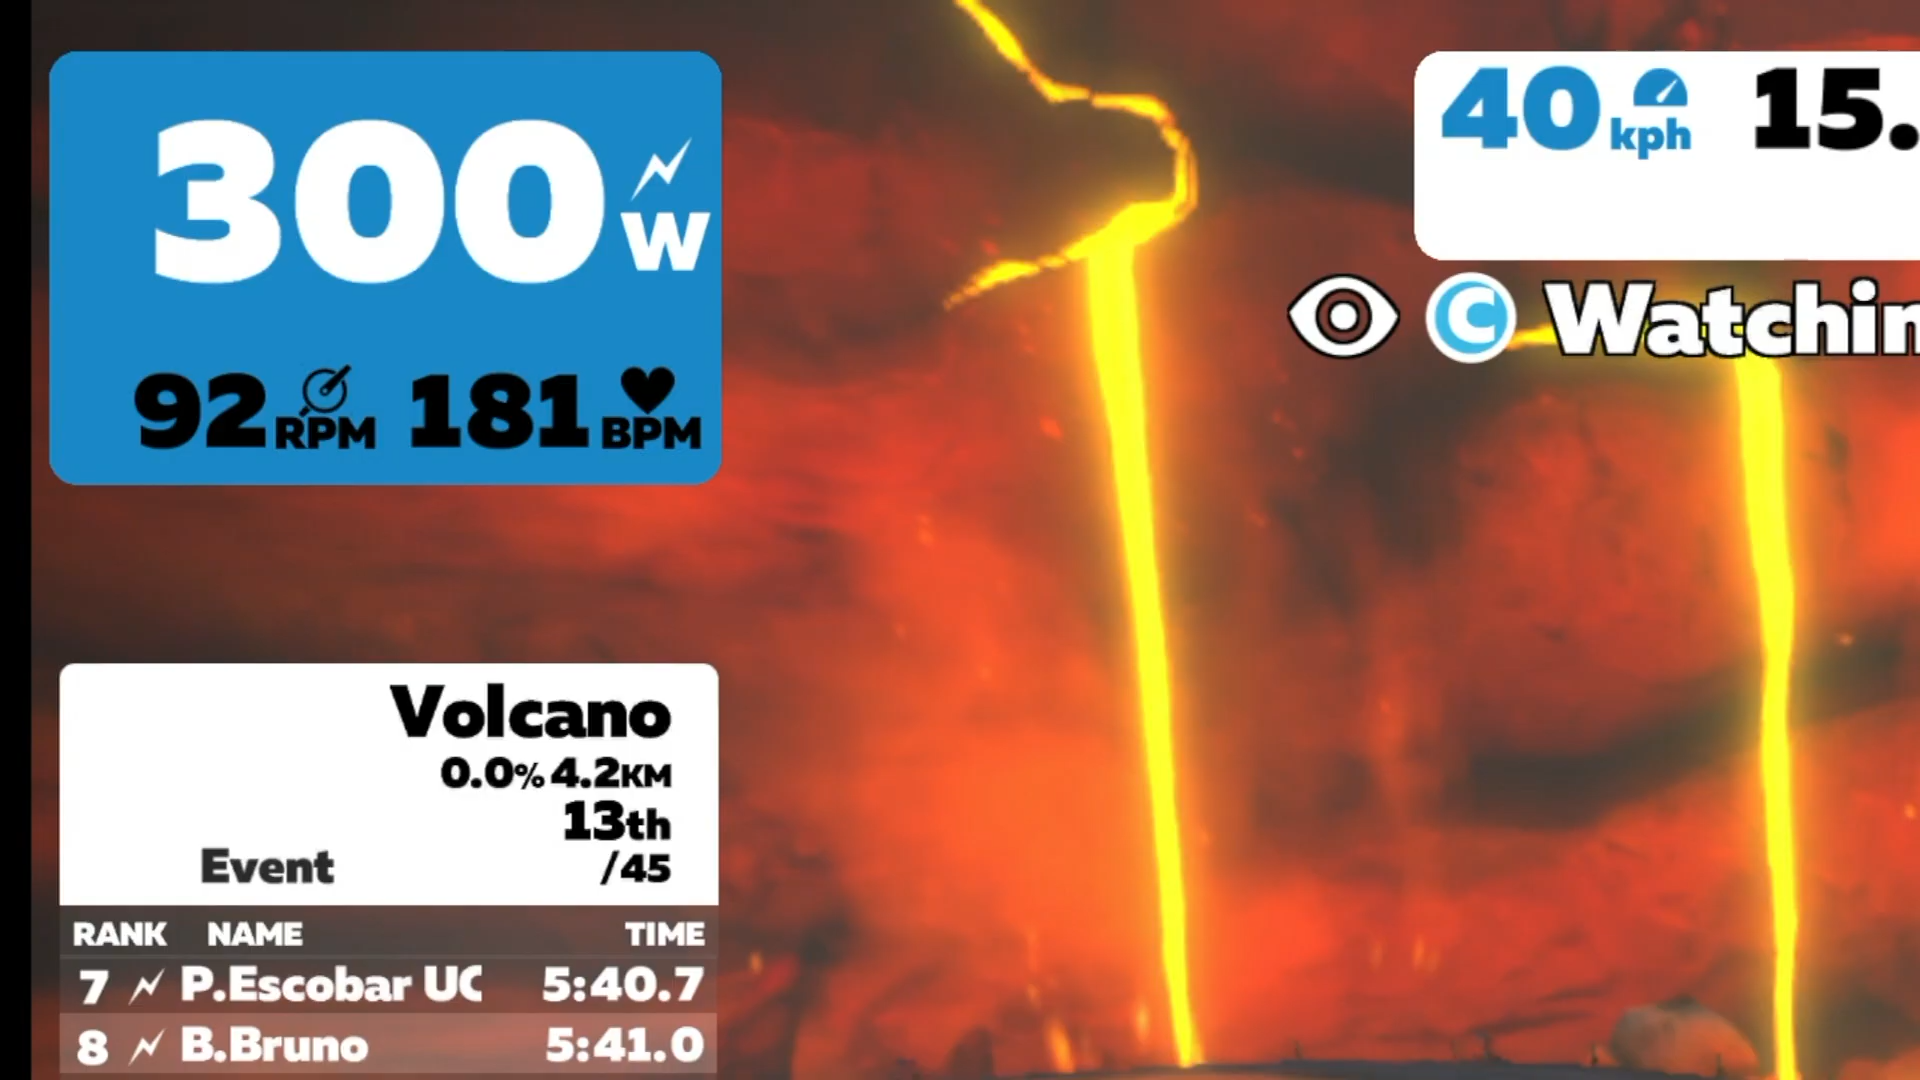 300 W
92 RPM 181 BPM
40 kph 15.
C Watchin
Volcano
0.0% 4.2KM
13th
Event /45
RANK NAME TIME
7 P.Escobar UC 5:40.7
8 B.Bruno 5:41.0